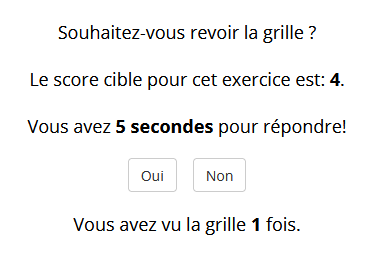 Souhaitez-vous revoir la grille ?
Le score cible pour cet exercice est: 4.
Vous avez 5 secondes pour répondre!
Oui Non
Vous avez vu la grille 1 fois.